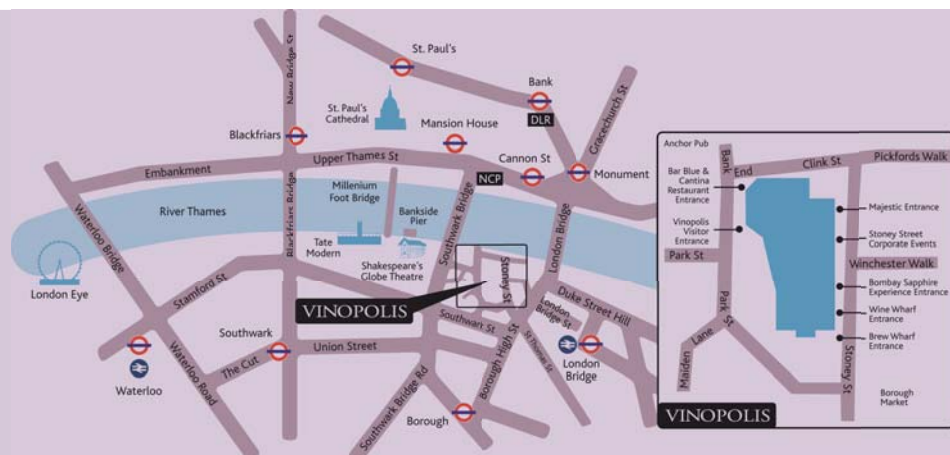 New Bridge St
St. Paul's
Bank
DLR
Gracechurch St
St. Paul's
Cathedral
Mansion House
Blackfriars
Upper Thames St
Cannon St
NCP
Monument
Embankment
Millenium
Foot Bridge
Bankside
Pier
River Thames
Blackfriars Bridge
Southwark Bridge
London Bridge
Waterloo Bridge
Tate
Modern
Shakespeare's
Globe Theatre
London Eye
Stamford St
Stoney St
VINOPOLIS
Duke Street Hill
London
Bridge St
Southwark
Southwart St
St Thomas St
London
Bridge
Waterloo
The Cut
Union Street
Borough High St
Waterloo Road
Southwark Bridge Rd
Borough
Anchor Pub
Bank
End
Clink St
Pickfords Walk
Bar Blue &
Cantina
Restaurant
Entrance
Majestic Entrance
Vinopolis
Visitor
Entrance
Stoney Street
Corporate Events
Park St
Winchester Walk
Bombay Sapphire
Experience Entrance
Park St
Wine Wharf
Entrance
Maiden Lane
Brew Wharf
Entrance
Stoney St
Borough
Market
VINOPOLIS